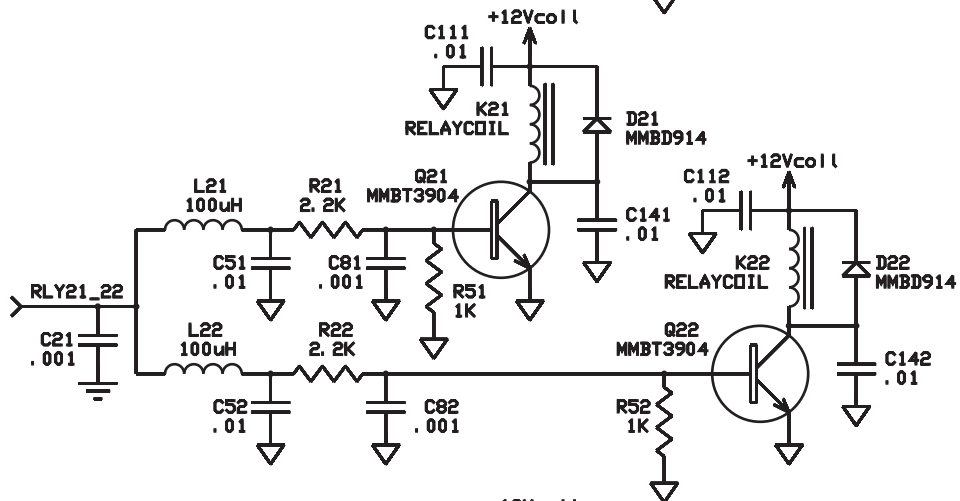 +12Vcoil
C111
.01
K21
RELAYCOIL
D21
MMBD914
Q21
MMBT3904
+12Vcoil
C112
.01
L21
100uH
R21
2.2K
C141
.01
K22
RELAYCOIL
D22
MMBD914
C51
.01
C81
.001
R51
1K
RLY21_22
C21
.001
L22
100uH
R22
2.2K
Q22
MMBT3904
C142
.01
C52
.01
C82
.001
R52
1K